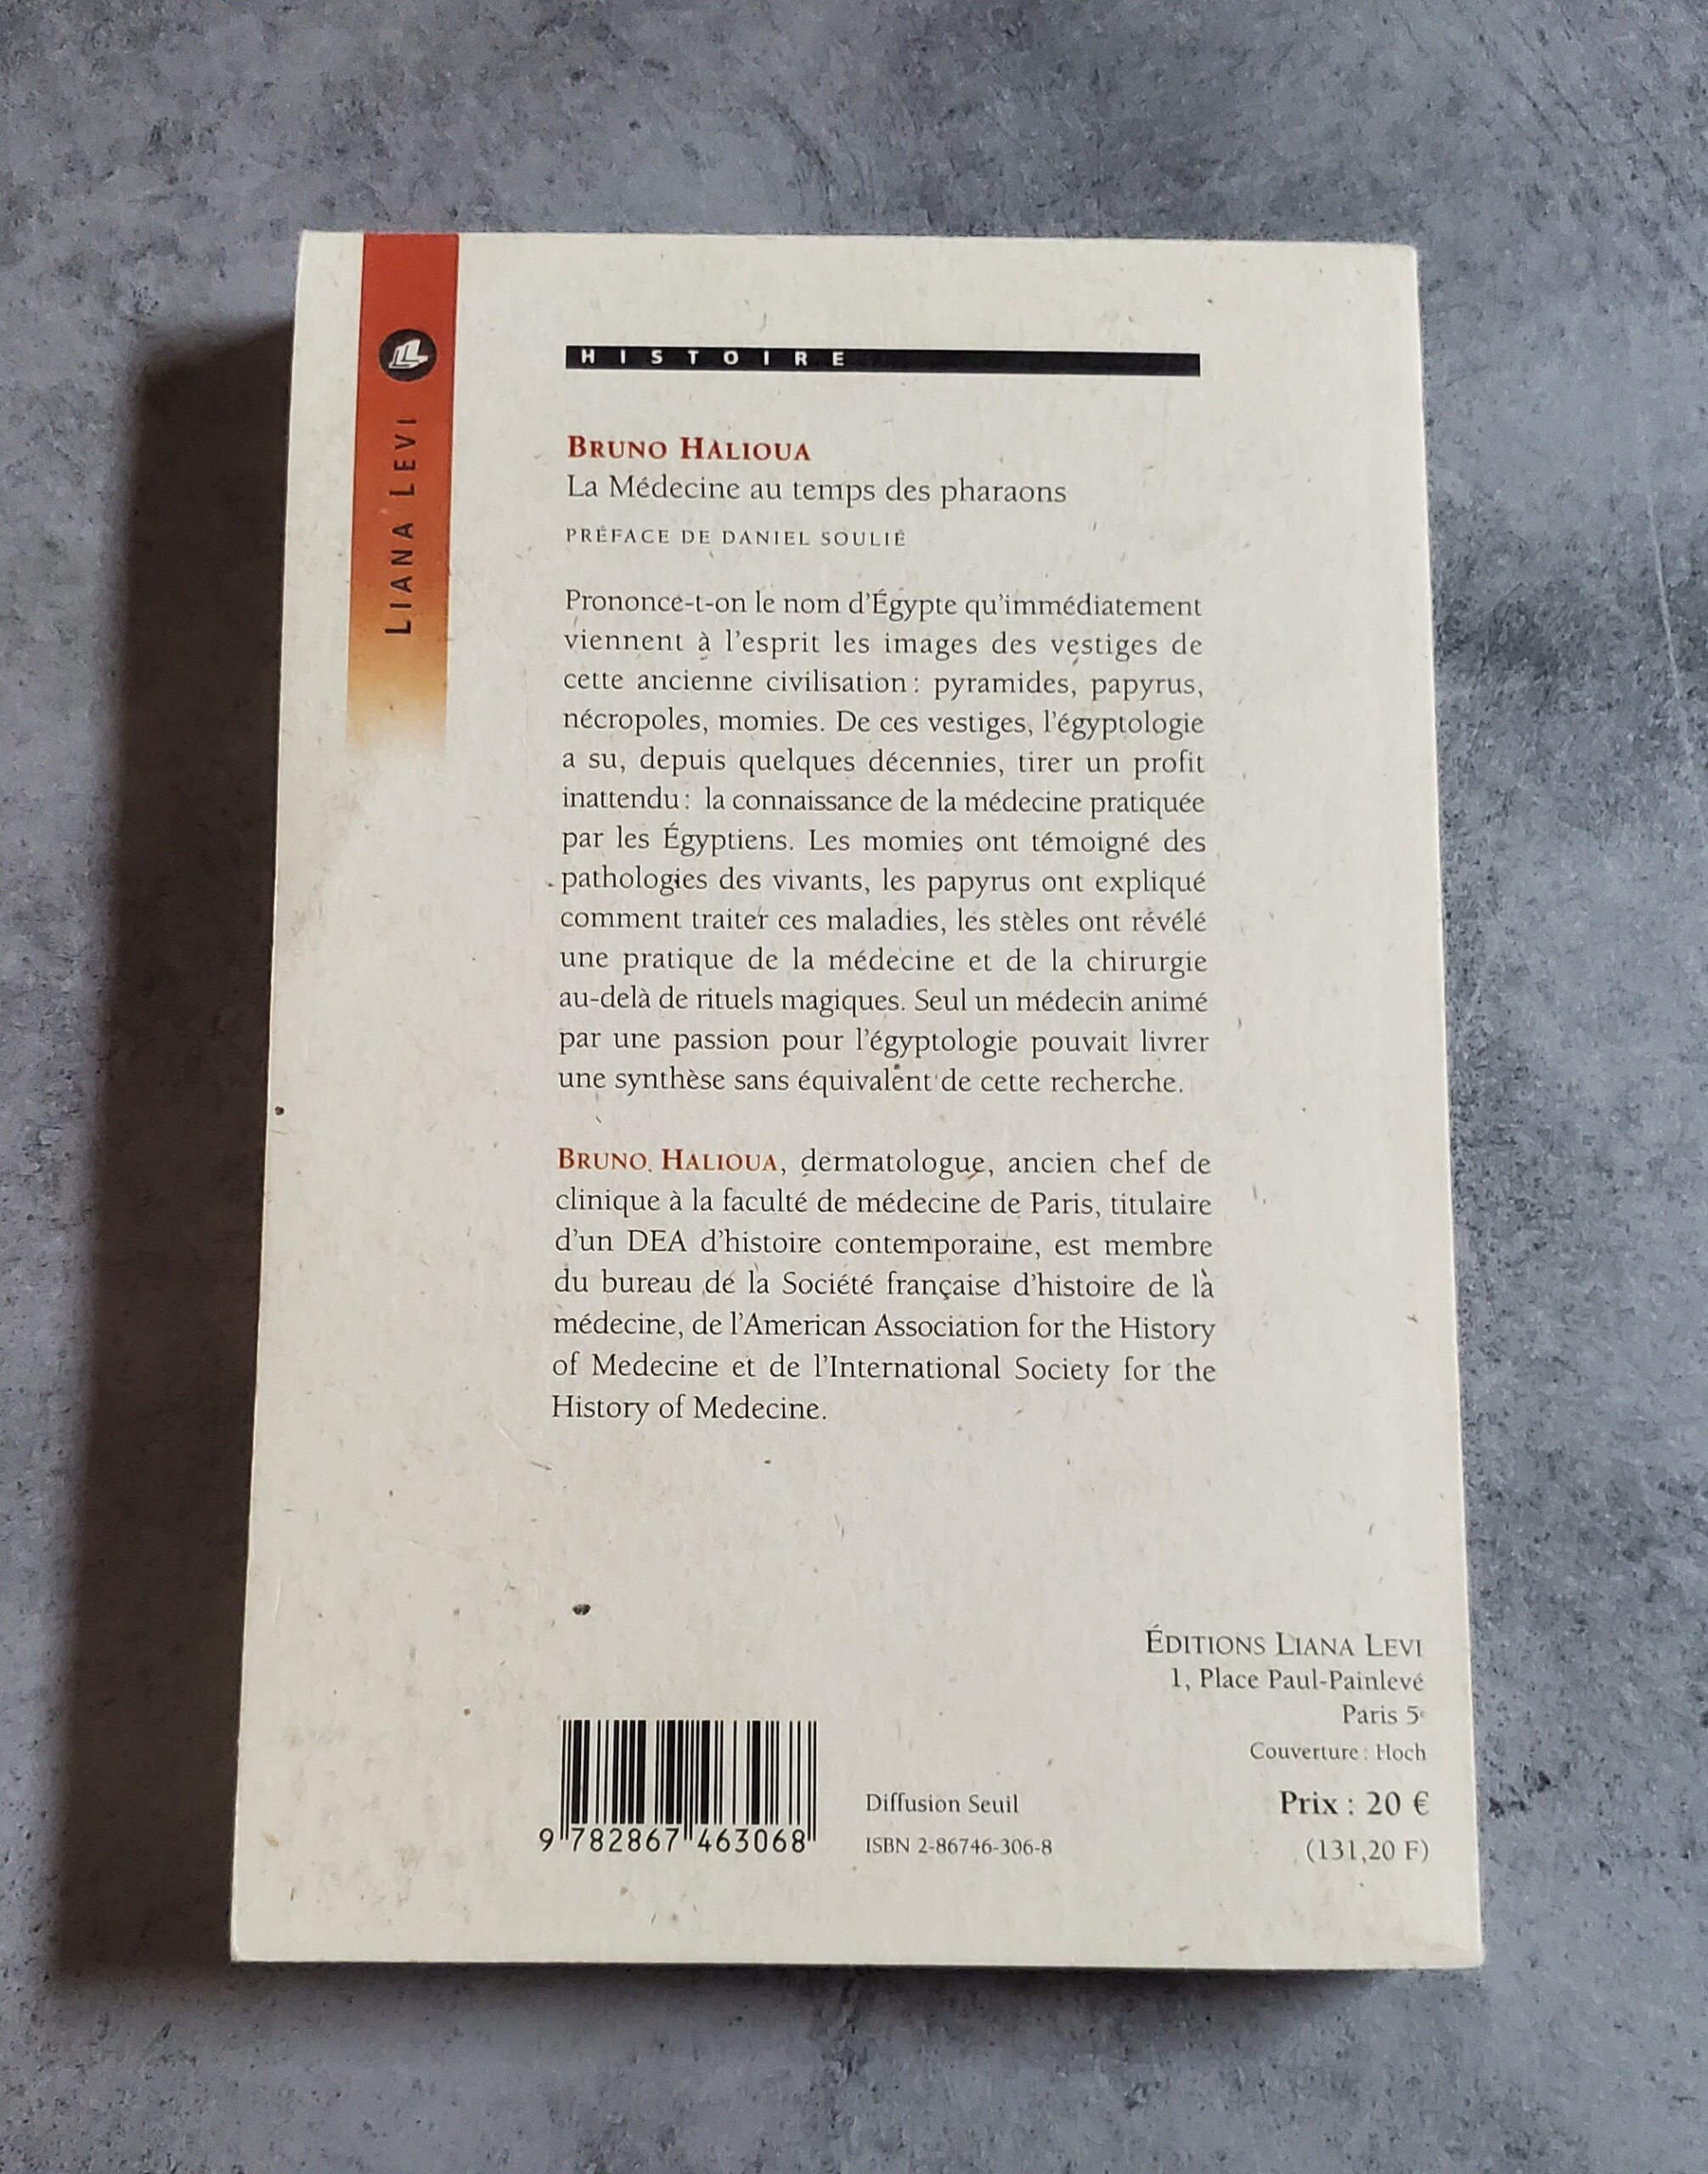 LIANA LEVI
HISTOIRE
BRUNO HALIOUA
La Médecine au temps des pharaons
PRÉFACE DE DANIEL SOULIÉ
Prononce-t-on le nom d'Égypte qu'immédiatement
viennent à l'esprit les images des vestiges de
cette ancienne civilisation : pyramides, papyrus,
nécropoles, momies. De ces vestiges, l'égyptologie
a su, depuis quelques décennies, tirer un profit
inattendu : la connaissance de la médecine pratiquée
par les Égyptiens. Les momies ont témoigné des
pathologies des vivants, les papyrus ont expliqué
comment traiter ces maladies, les stèles ont révélé
une pratique de la médecine et de la chirurgie
au-delà de rituels magiques. Seul un médecin animé
par une passion pour l'égyptologie pouvait livrer
une synthèse sans équivalent de cette recherche.
BRUNO HALIOUA, dermatologue, ancien chef de
clinique à la faculté de médecine de Paris, titulaire
d'un DEA d'histoire contemporaine, est membre
du bureau de la Société française d'histoire de la
médecine, de l'American Association for the History
of Medecine et de l'International Society for the
History of Medecine.
ÉDITIONS LIANA LEVI
1, Place Paul-Painlevé
Paris 5e
Couverture : Hoch
Prix : 20 €
(131,20 F)
Diffusion Seuil
ISBN 2-86746-306-8
9 782867 463068